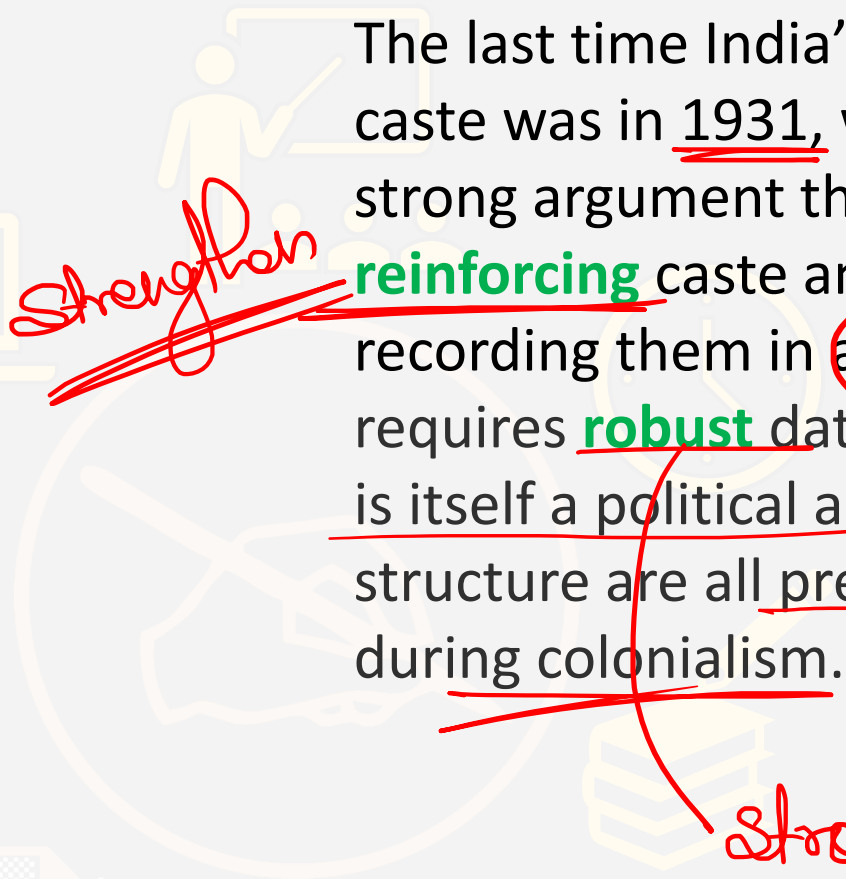 The last time India’
caste was in 1931,
strong argument th
Strengthen
reinforcing caste ar
recording them in
requires robust dat
is itself a political a
structure are all pre
during colonialism.
Stro